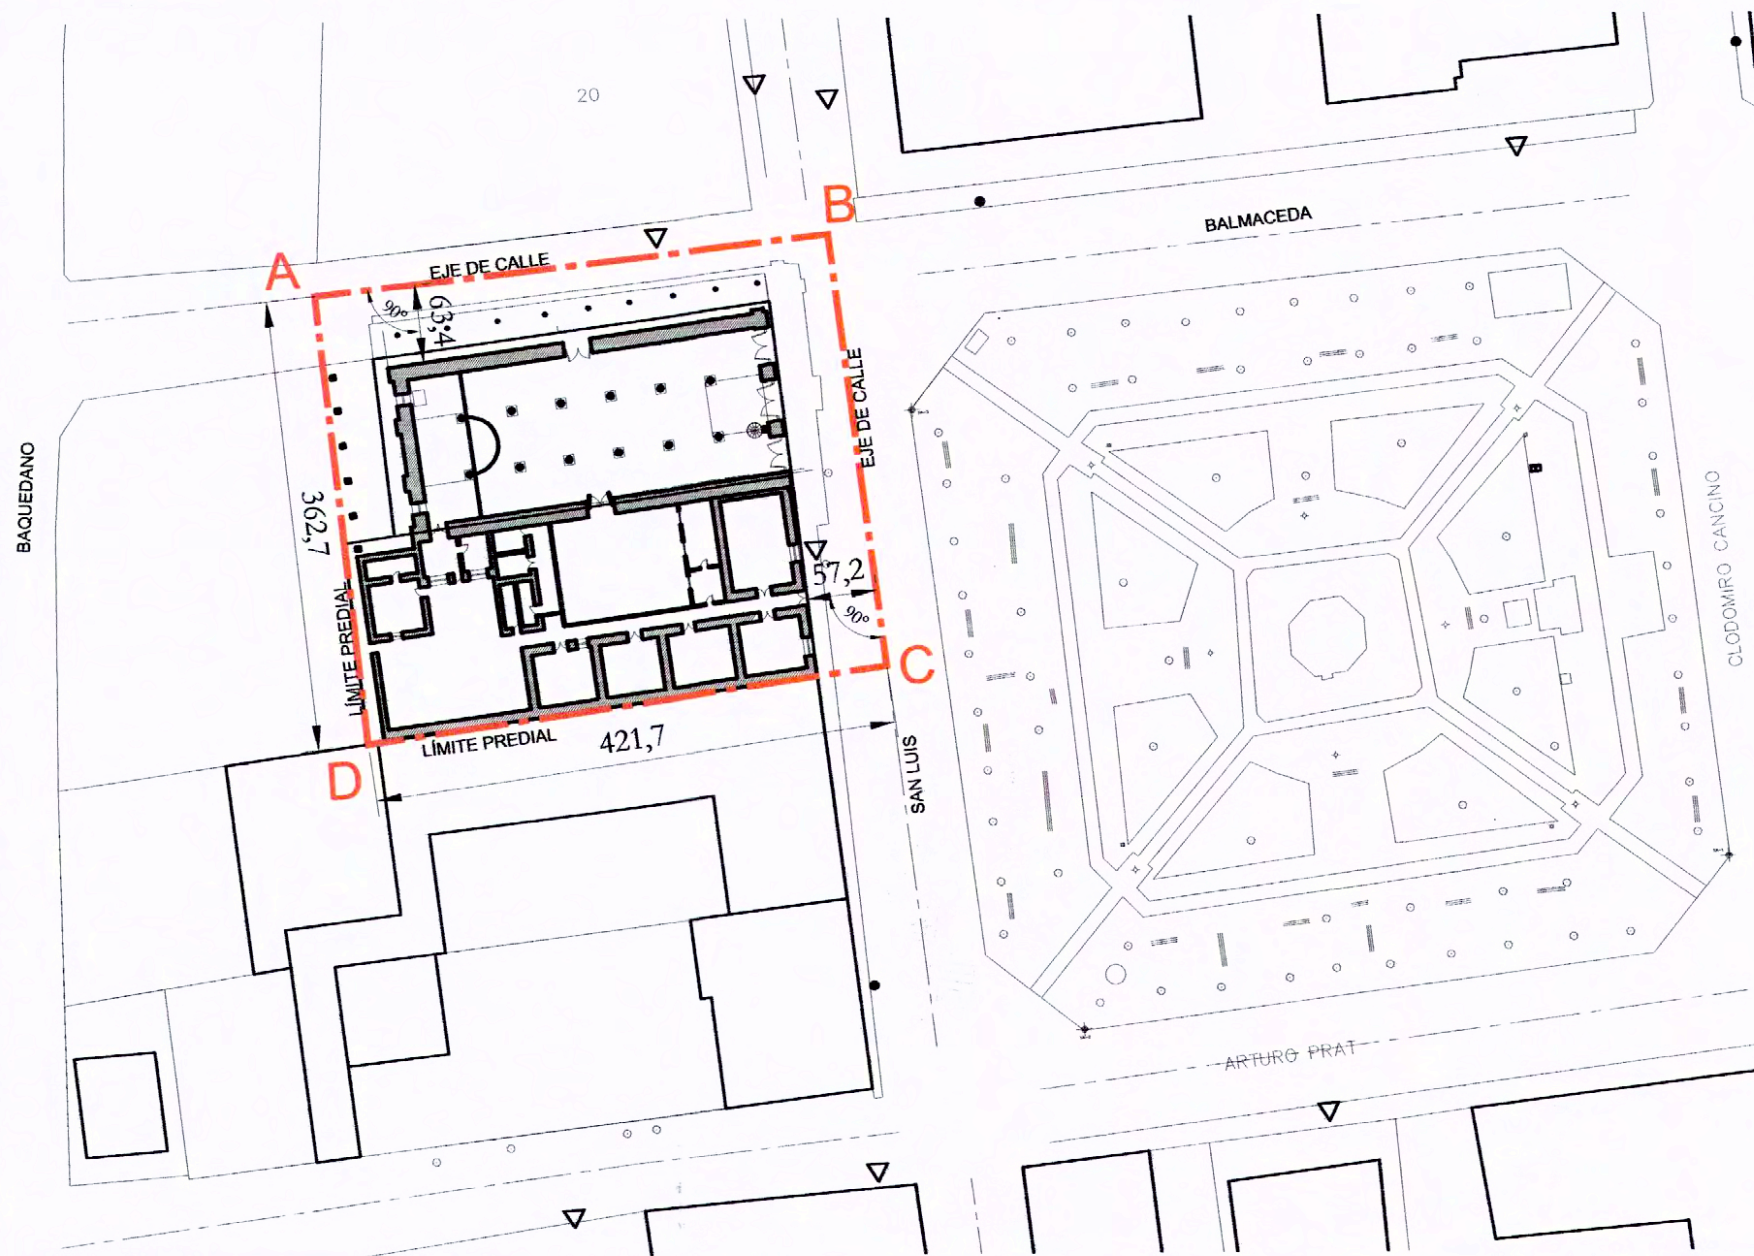 20
B
BALMACEDA
A
EJE DE CALLE
90°
63,4
EJE DE CALLE
BAQUEDANO
362,7
57,2
90°
LÍMITE PREDIAL
C
CLODOMIRO CANCINO
LÍMITE PREDIAL
421,7
D
SAN LUIS
ARTURO PRAT